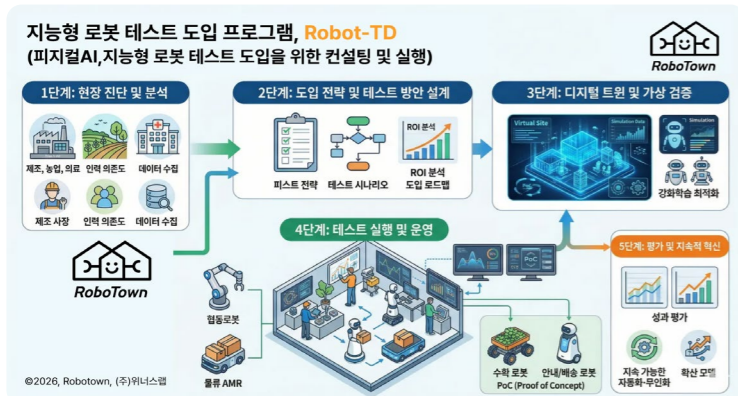 지능형 로봇 테스트 도입 프로그램, Robot-TD
(피지컬AI,지능형 로봇 테스트 도입을 위한 컨설팅 및 실행)
RoboTown
1단계: 현장 진단 및 분석
제조, 농업, 의료
인력 의존도
데이터 수집
제조 사장
인력 의존도
데이터 수집
2단계: 도입 전략 및 테스트 방안 설계
피스트 전략
테스트 시나리오
ROI 분석
ROI 분석
도입 로드맵
3단계: 디지털 트윈 및 가상 검증
Virtual Site
Simulation Data
Simulation
강화학습 최적화
RoboTown
4단계: 테스트 실행 및 운영
협동로봇
물류 AMR
PoC
수확 로봇
안내/배송 로봇
PoC (Proof of Concept)
5단계: 평가 및 지속적 혁신
성과 평가
지속 가능한
자동화·무인화
확산 모델
©2026, Robotown, (주)위너스랩